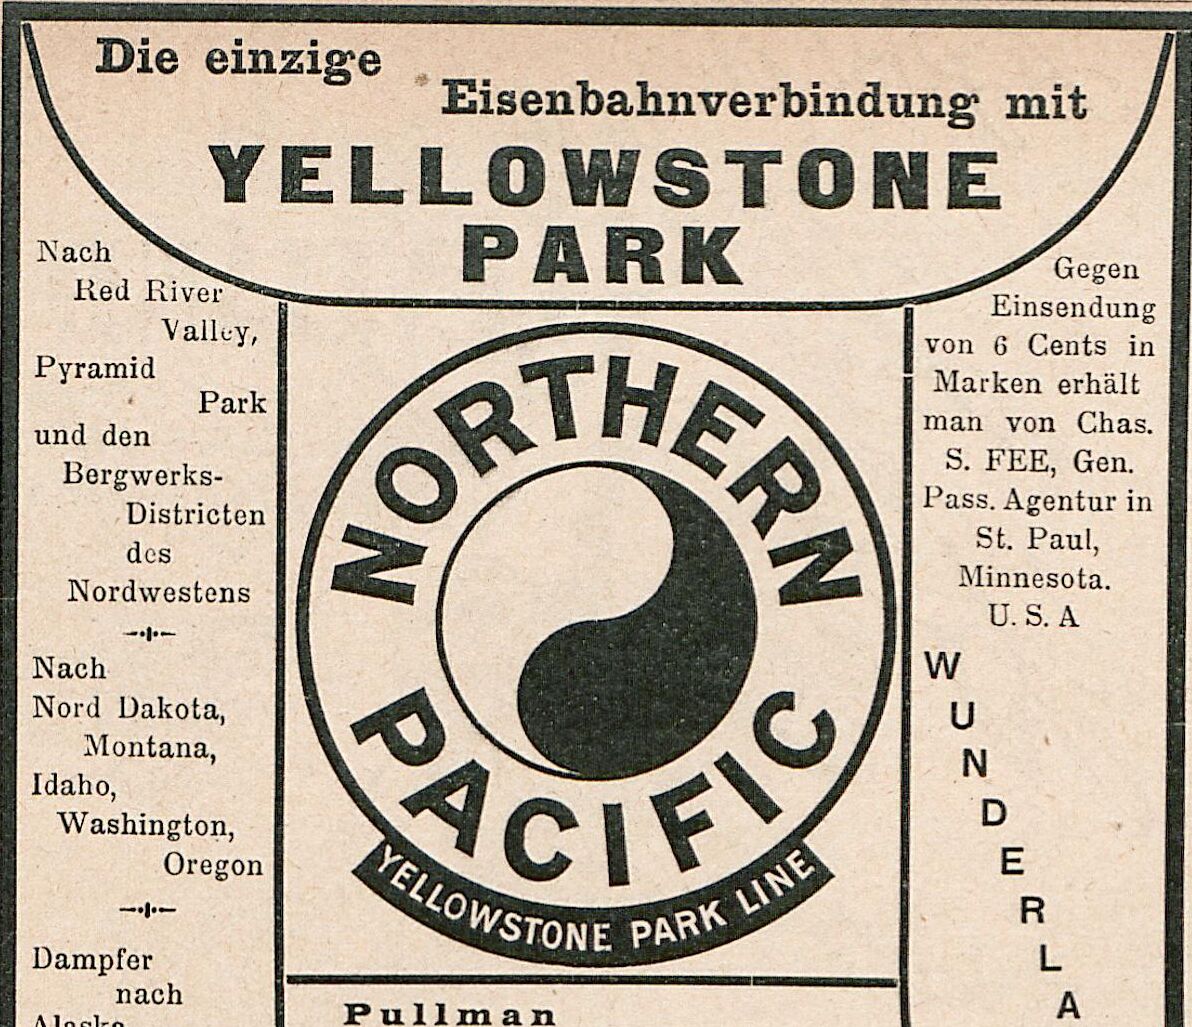 Die einzige
Eisenbahnverbindung mit
YELLOWSTONE
PARK
Nach
Red River
Valley,
Pyramid
Park
und den
Bergwerks-
Districten
des
Nordwestens
Nach
Nord Dakota,
Montana,
Idaho,
Washington,
Oregon
Dampfer
nach
Alaska
NORTHERN
PACIFIC
YELLOWSTONE PARK LINE
Pullman
Gegen
Einsendung
von 6 Cents in
Marken erhält
man von Chas.
S. FEE, Gen.
Pass. Agentur in
St. Paul,
Minnesota.
U. S. A
W
U
N
D
E
R
L
A